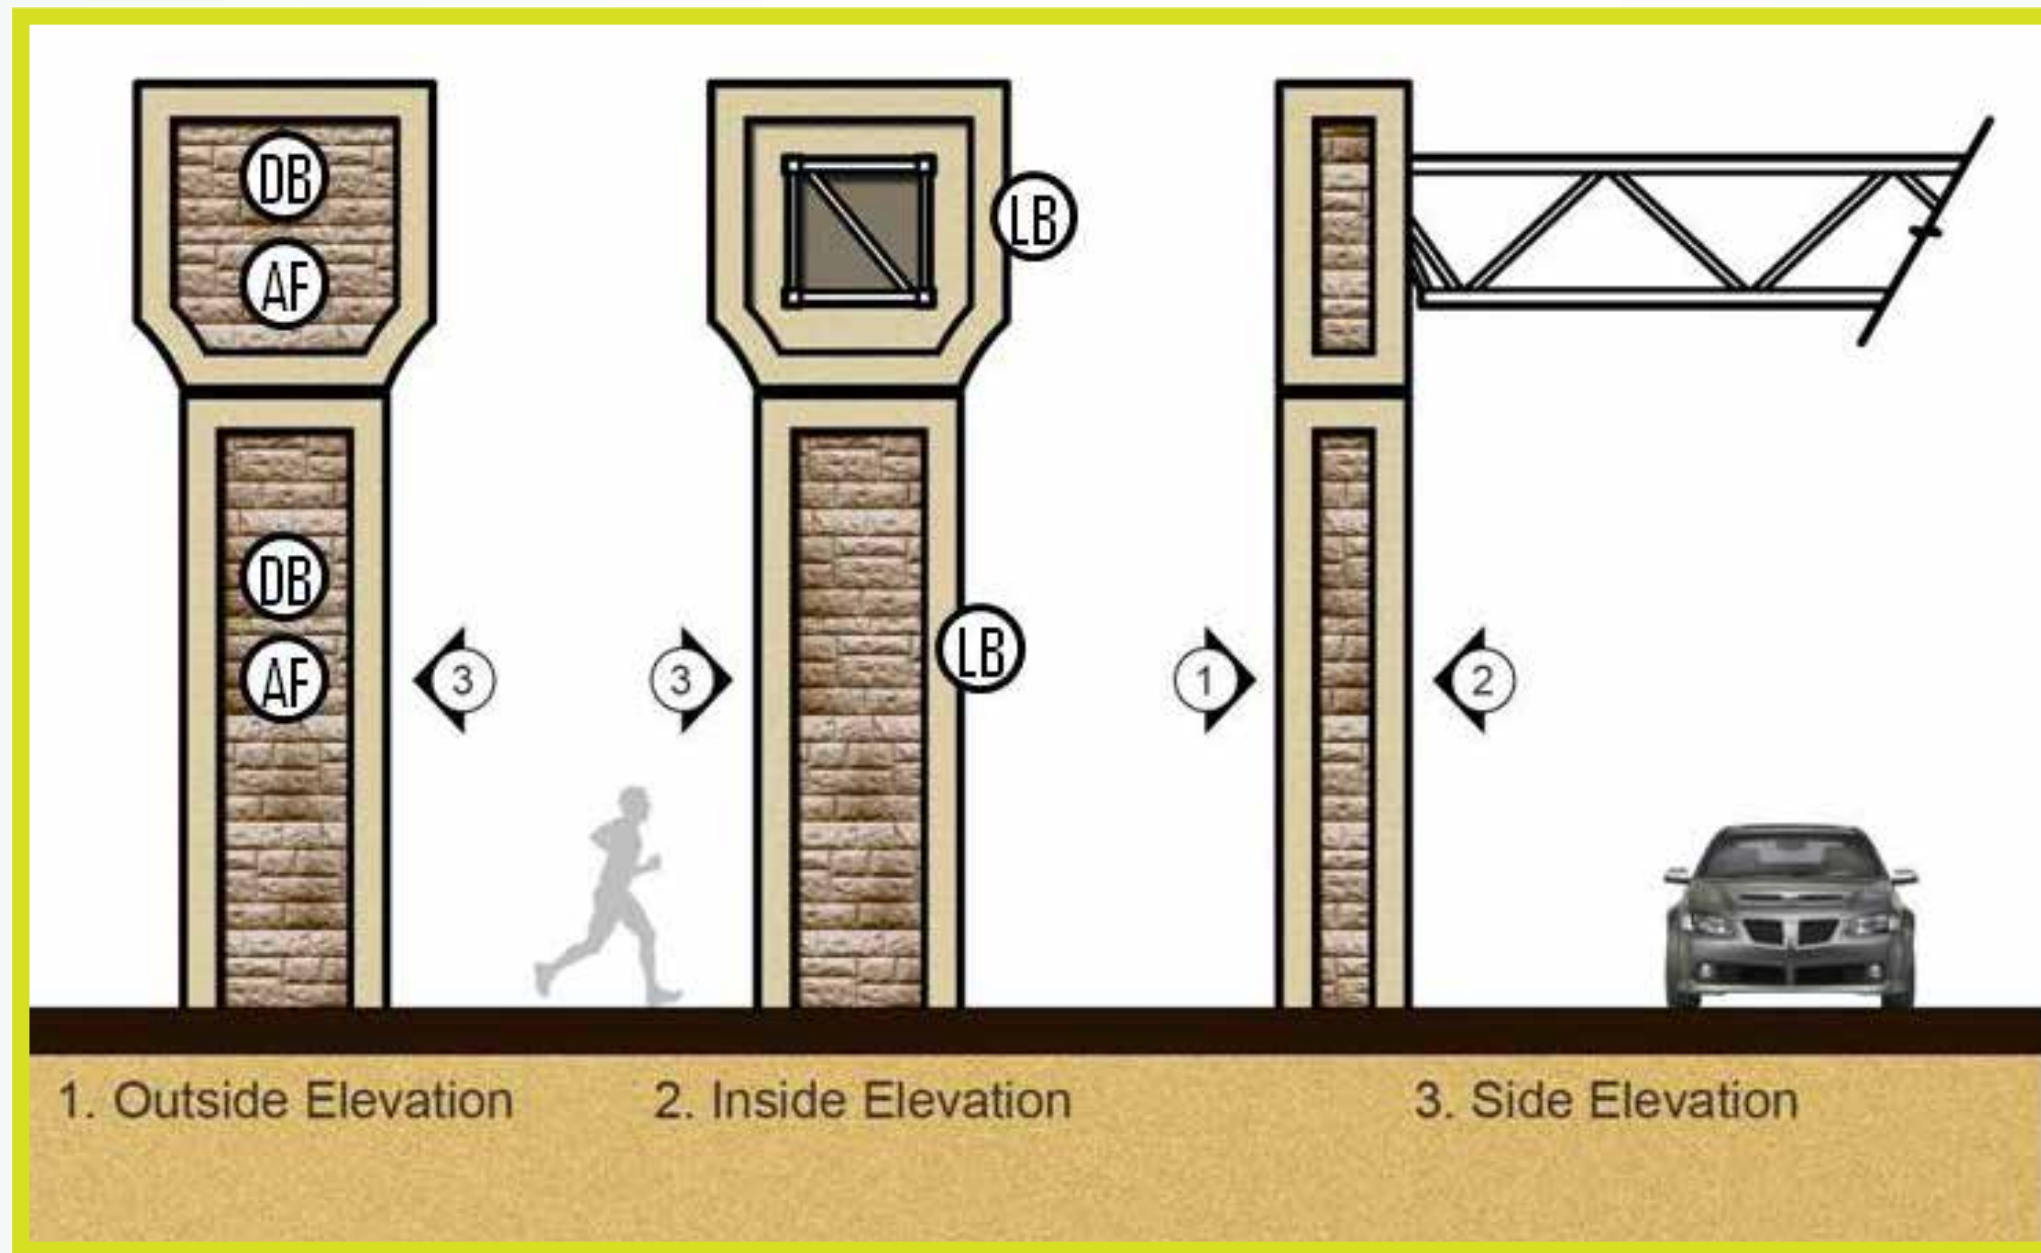 DB
AF
LB
DB
AF
LB
3
3
1
2
1. Outside Elevation
2. Inside Elevation
3. Side Elevation